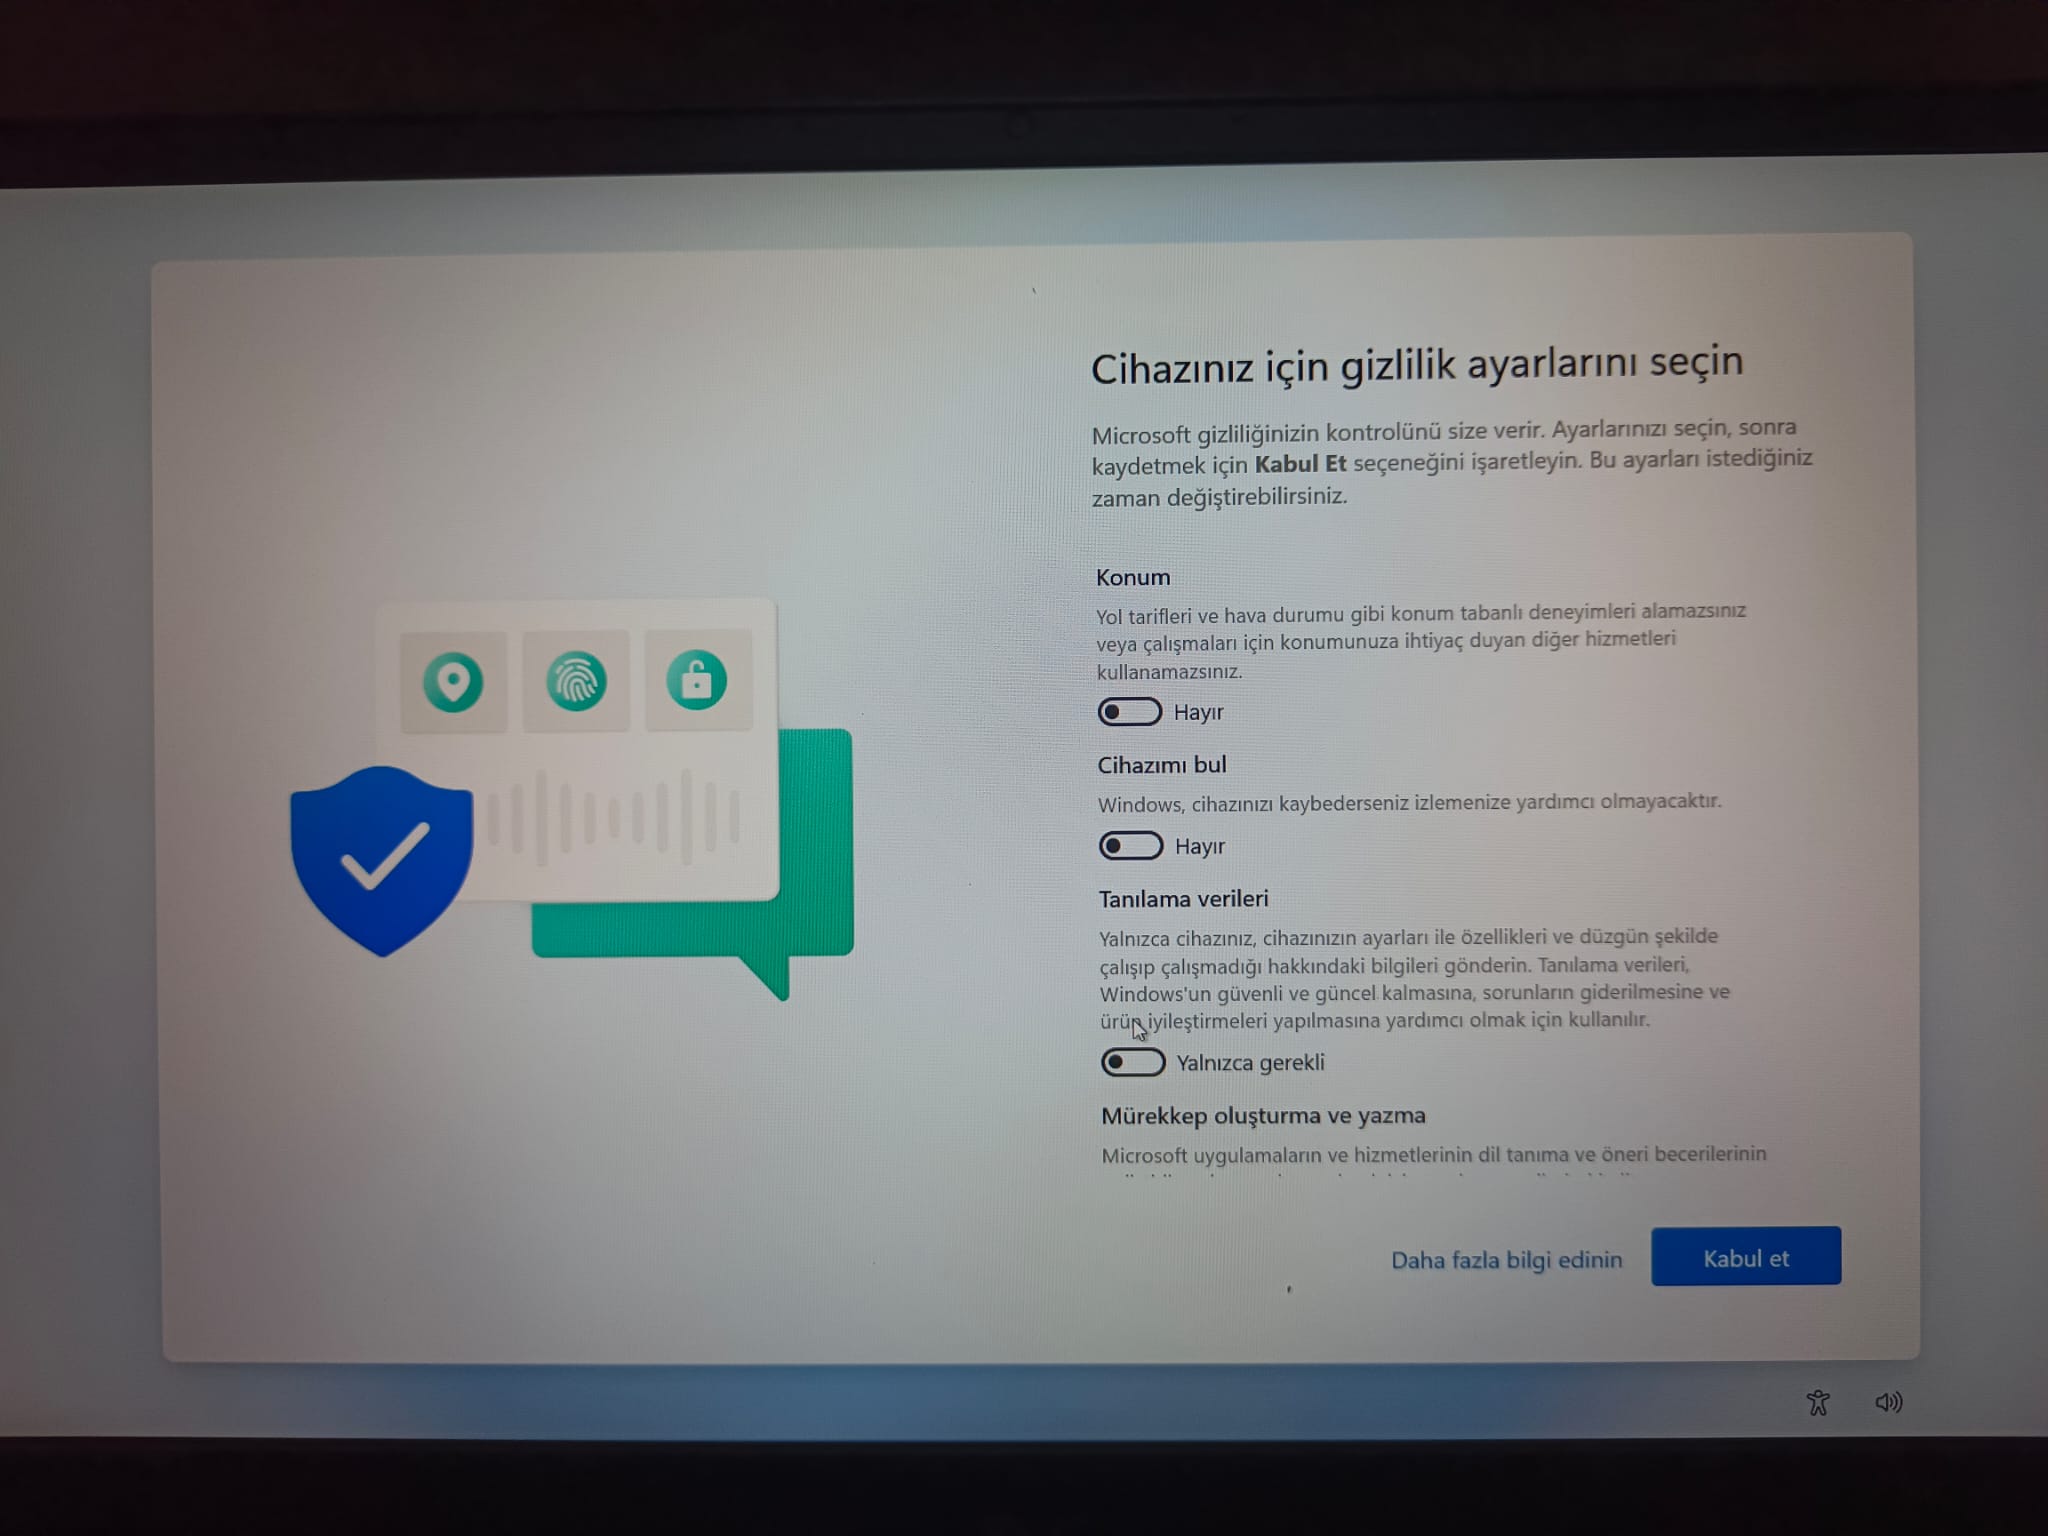 Cihazınız için gizlilik ayarlarını seçin
Microsoft gizliliğinizin kontrolünü size verir. Ayarlarınızı seçin, sonra
kaydetmek için Kabul Et seçeneğini işaretleyin. Bu ayarları istediğiniz
zaman değiştirebilirsiniz.
Konum
Yol tarifleri ve hava durumu gibi konum tabanlı deneyimleri alamazsınız
veya çalışmaları için konumunuza ihtiyaç duyan diğer hizmetleri
kullanamazsınız.
Hayır
Cihazımı bul
Windows, cihazınızı kaybederseniz izlemenize yardımcı olmayacaktır.
Hayır
Tanılama verileri
Yalnızca cihazınız, cihazınızın ayarları ile özellikleri ve düzgün şekilde
çalışıp çalışmadığı hakkındaki bilgileri gönderin. Tanılama verileri,
Windows'un güvenli ve güncel kalmasına, sorunların giderilmesine ve
ürün iyileştirmeleri yapılmasına yardımcı olmak için kullanılır.
Yalnızca gerekli
Mürekkep oluşturma ve yazma
Microsoft uygulamaların ve hizmetlerinin dil tanıma ve öneri becerilerinin
Daha fazla bilgi edinin
Kabul et